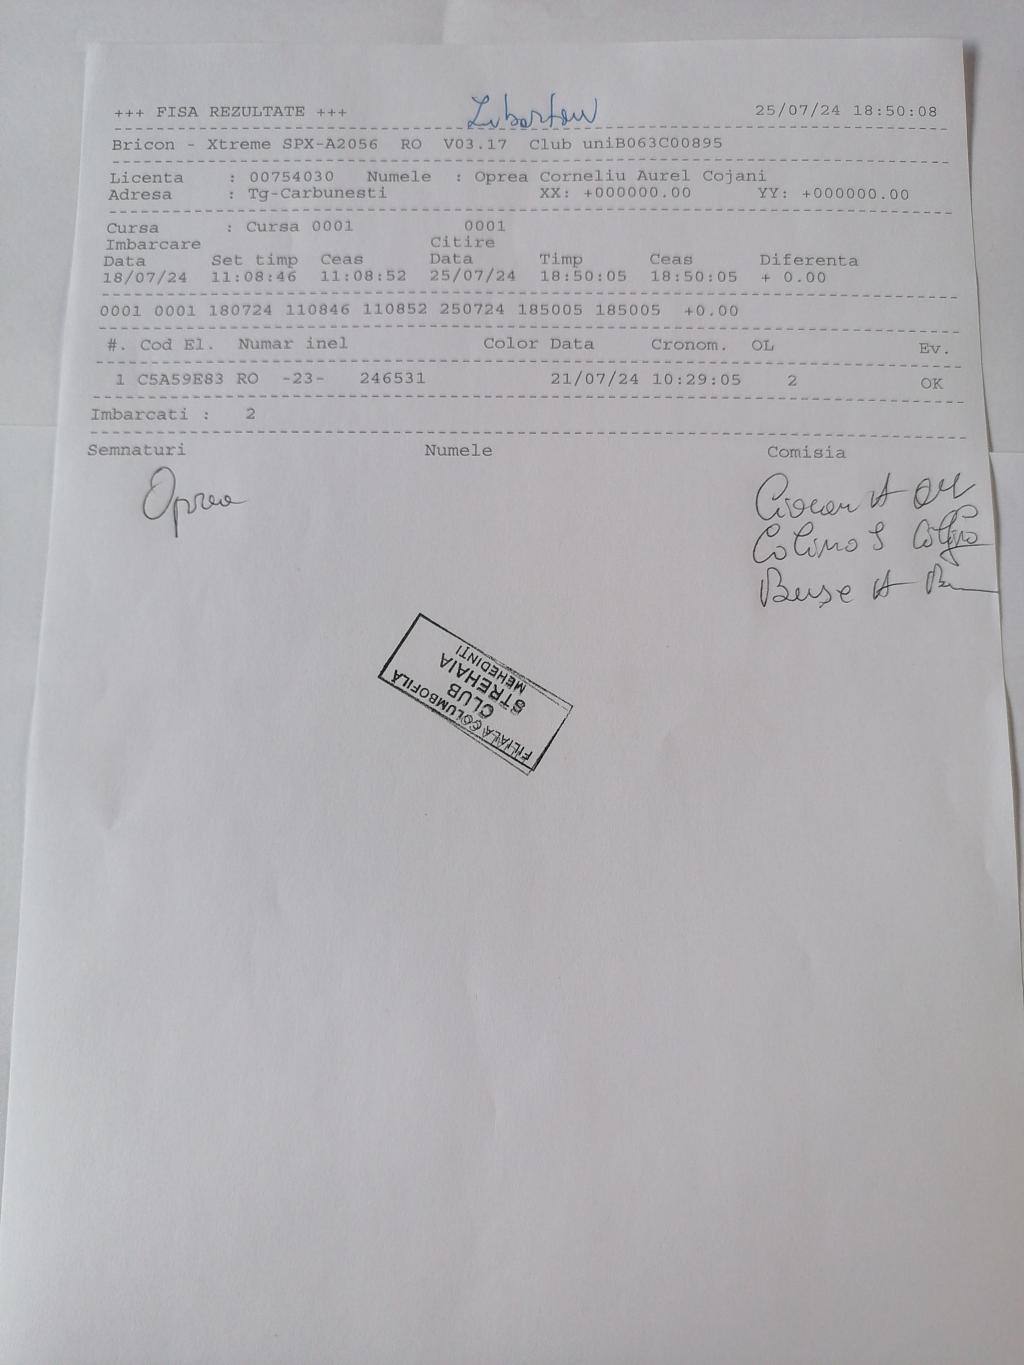 +++ FISA REZULTATE +++ 25/07/24 18:50:08
Bricon - Xtreme SPX-A2056 RO V03.17 Club uniB063C00895
Licenta : 00754030 Numele : Oprea Corneliu Aurel Cojani
Adresa : Tg-Carbunesti XX: +000000.00 YY: +000000.00
Cursa : Cursa 0001 0001
Imbarcare Citire
Data Set timp Ceas Data Timp Ceas Diferenta
18/07/24 11:08:46 11:08:52 25/07/24 18:50:05 18:50:05 + 0.00
0001 0001 180724 110846 110852 250724 185005 185005 +0.00
#. Cod El. Numar inel Color Data Cronom. OL Ev.
1 C5A59E83 RO -23- 246531 21/07/24 10:29:05 2 OK
Imbarcati : 2
Semnaturi Numele Comisia
Oprea
FILIALA COLUMBOFILĂ
CLUB
STREHAIA
MEHEDINTI